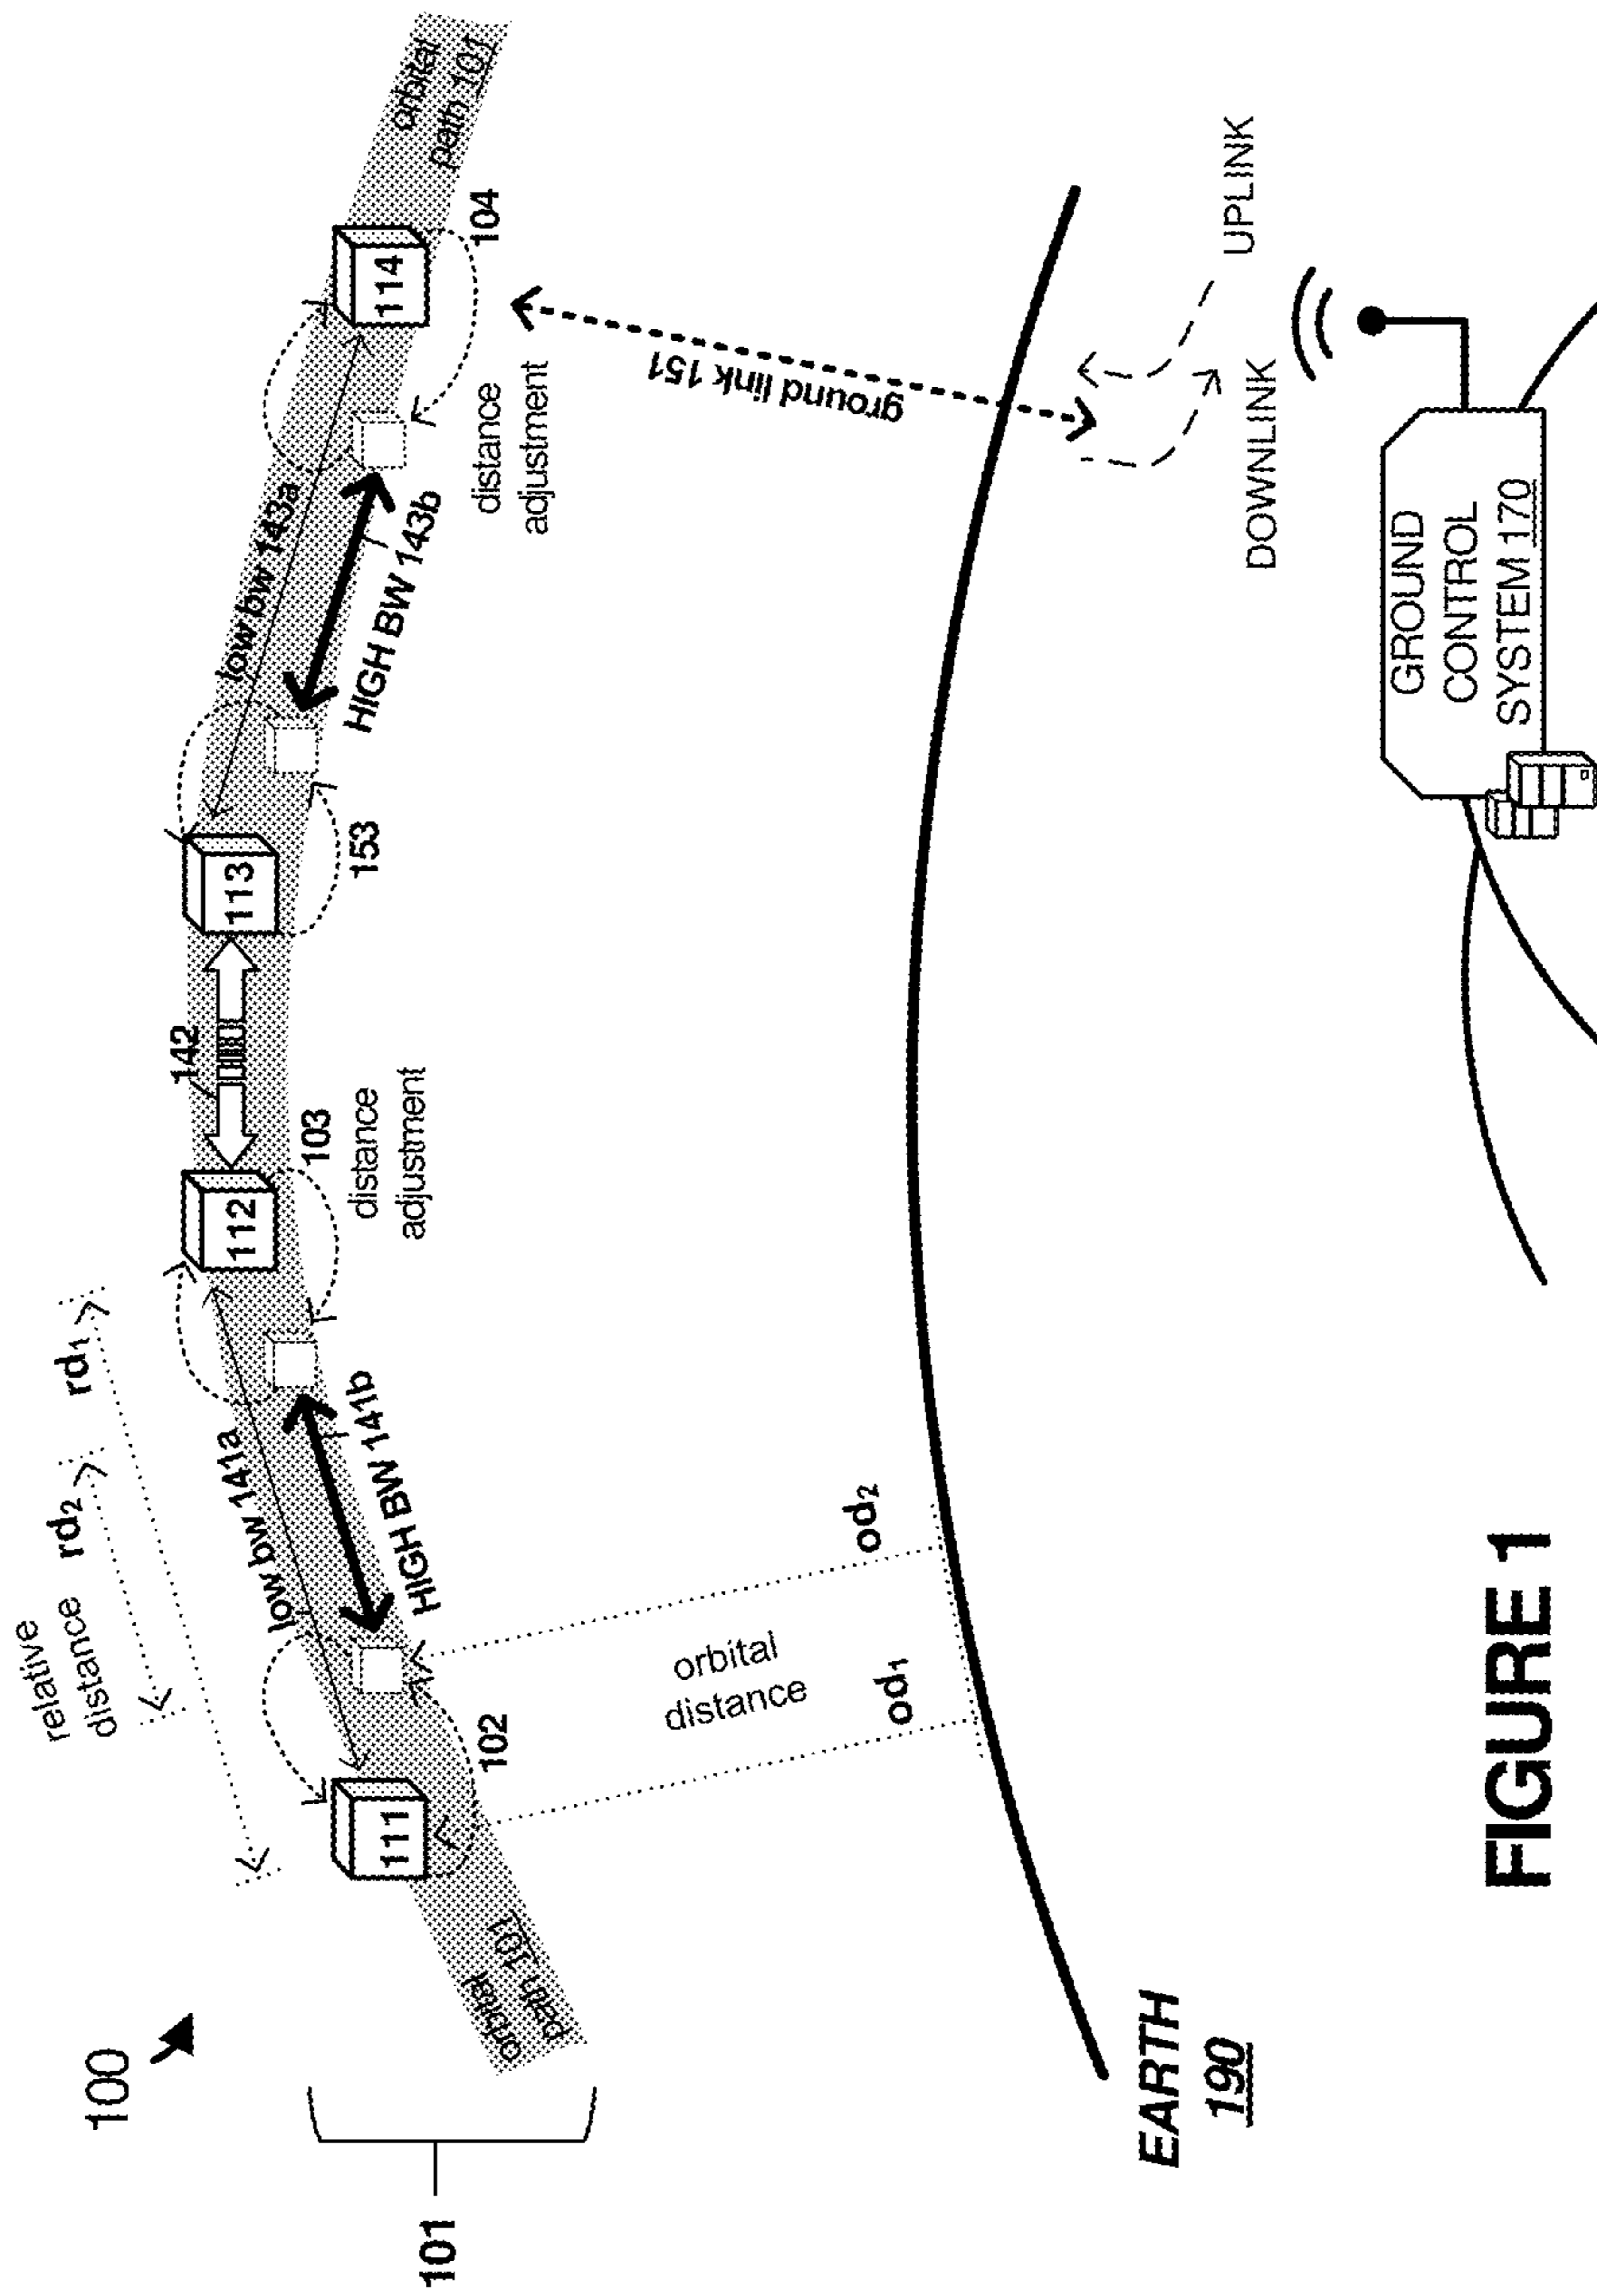 100
101
relative
distance
rd₂
rd₁
orbital
path 101
111
102
low bw 141a
HIGH BW 141b
112
103
distance
adjustment
142
113
153
low bw 143a
HIGH BW 143b
114
104
distance
adjustment
orbital
path 101
orbital
distance
od₁
od₂
ground link 151
EARTH
190
UPLINK
DOWNLINK
GROUND
CONTROL
SYSTEM 170
FIGURE 1